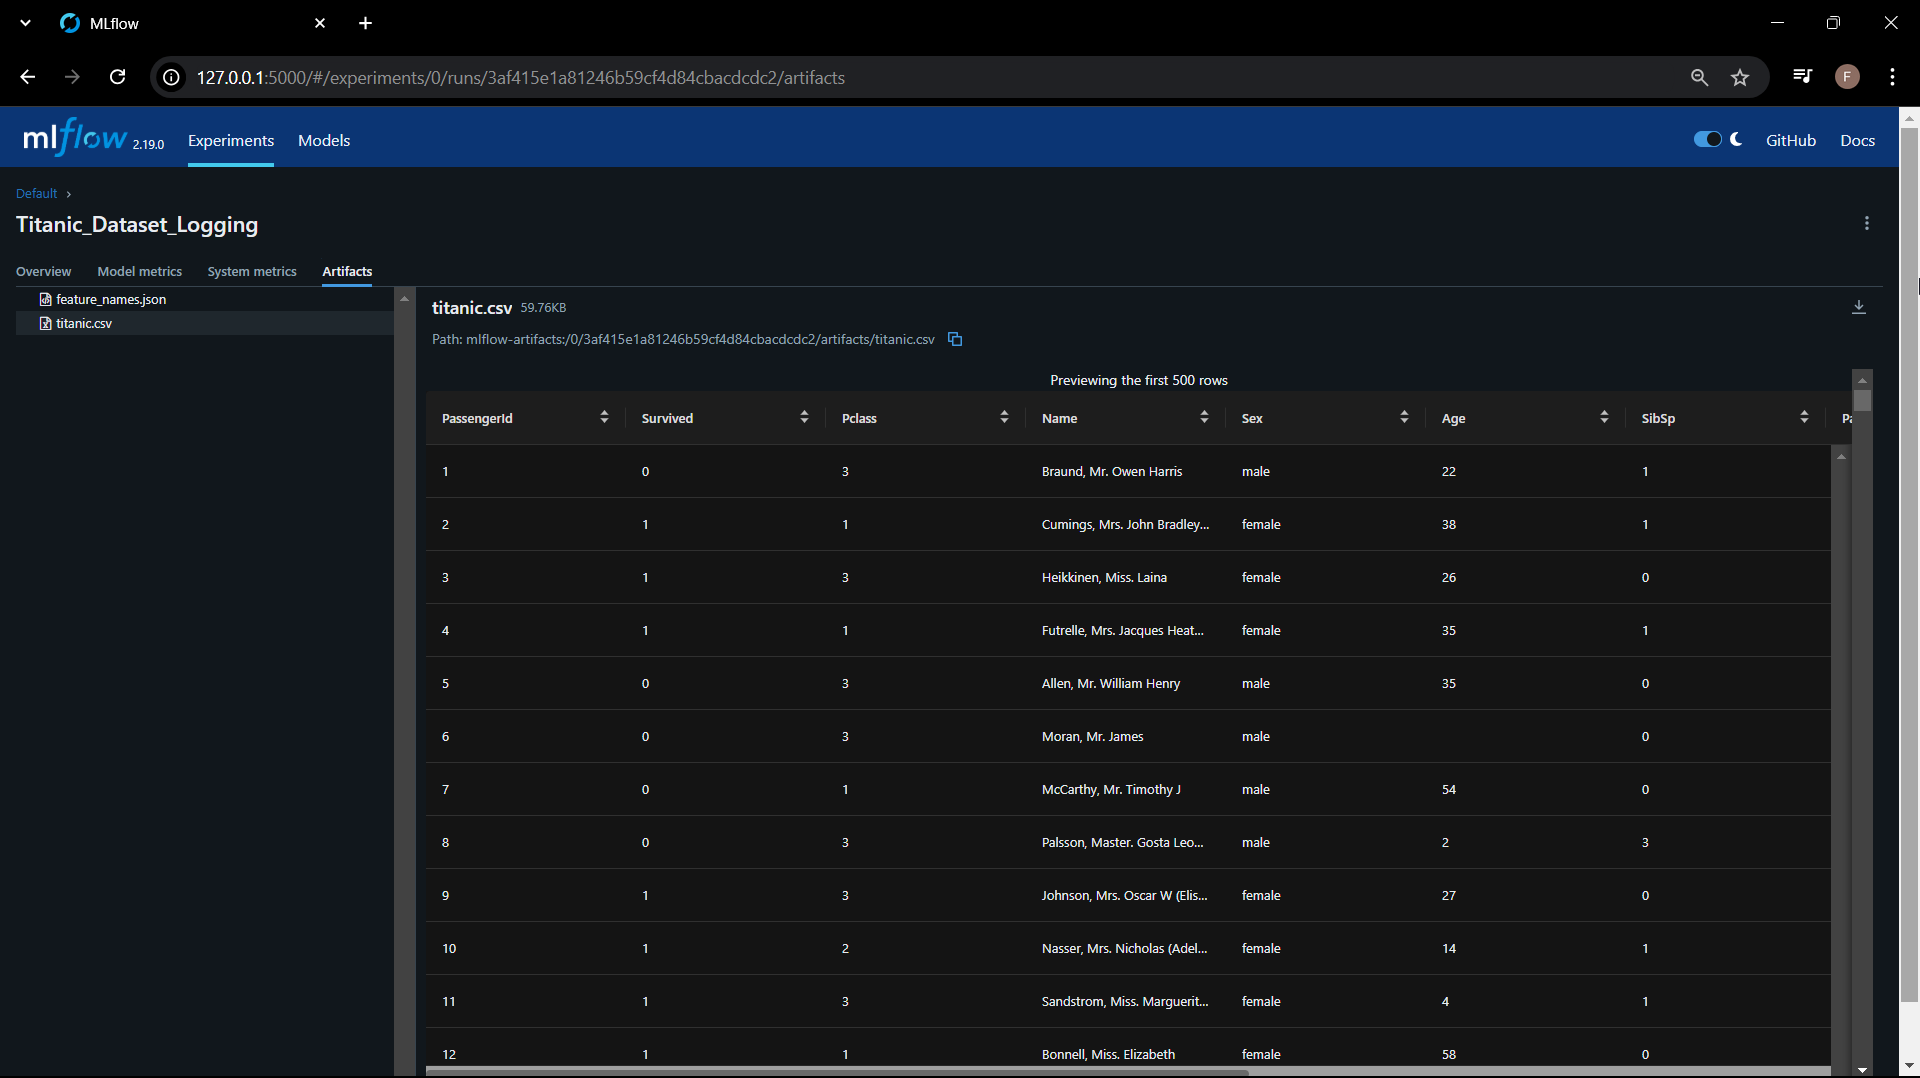 MLflow
127.0.0.1:5000/#/experiments/0/runs/3af415e1a81246b59cf4d84cbacdcdc2/artifacts
F
mlflow 2.19.0 Experiments Models GitHub Docs
Default
Titanic_Dataset_Logging
Overview Model metrics System metrics Artifacts
feature_names.json
titanic.csv
titanic.csv 59.76KB
Path: mlflow-artifacts:/0/3af415e1a81246b59cf4d84cbacdcdc2/artifacts/titanic.csv
Previewing the first 500 rows
PassengerId Survived Pclass Name Sex Age SibSp Pa
1 0 3 Braund, Mr. Owen Harris male 22 1
2 1 1 Cumings, Mrs. John Bradley... female 38 1
3 1 3 Heikkinen, Miss. Laina female 26 0
4 1 1 Futrelle, Mrs. Jacques Heat... female 35 1
5 0 3 Allen, Mr. William Henry male 35 0
6 0 3 Moran, Mr. James male 0
7 0 1 McCarthy, Mr. Timothy J male 54 0
8 0 3 Palsson, Master. Gosta Leo... male 2 3
9 1 3 Johnson, Mrs. Oscar W (Elis... female 27 0
10 1 2 Nasser, Mrs. Nicholas (Adel... female 14 1
11 1 3 Sandstrom, Miss. Marguerit... female 4 1
12 1 1 Bonnell, Miss. Elizabeth female 58 0